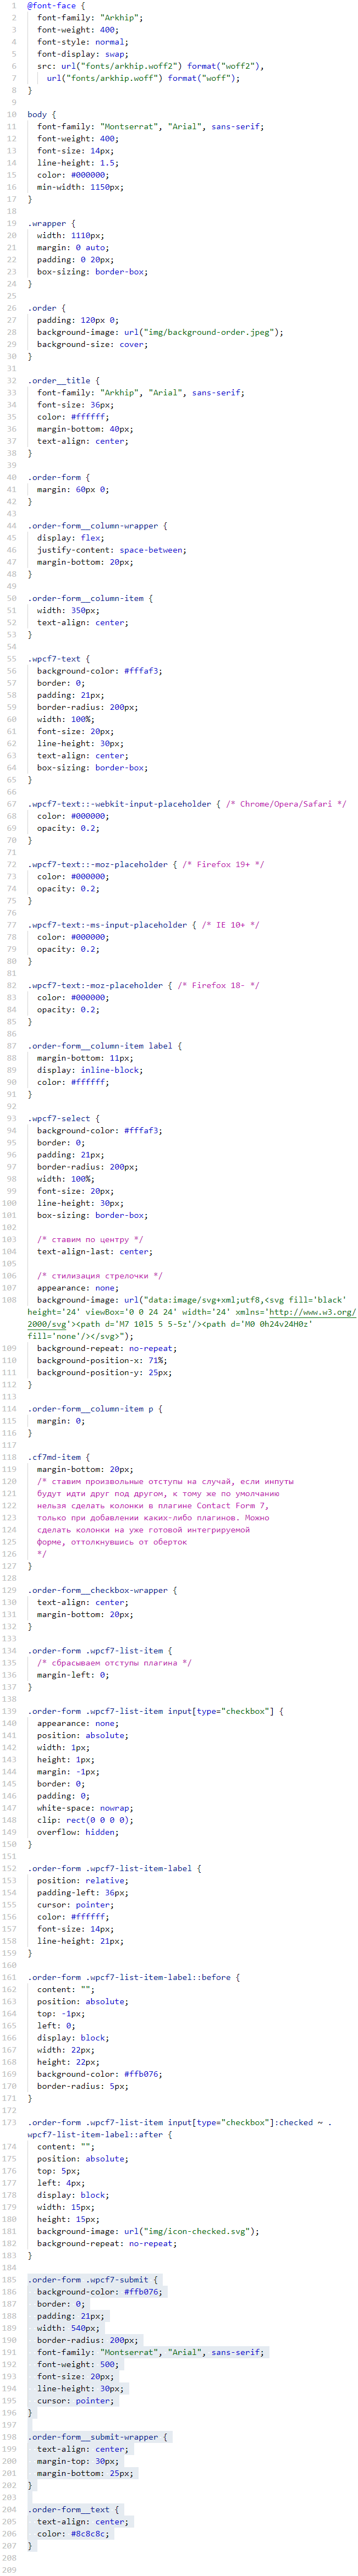 1 @font-face {
2 font-family: "Arkhip";
3 font-weight: 400;
4 font-style: normal;
5 font-display: swap;
6 src: url("fonts/arkhip.woff2") format("woff2"),
7 url("fonts/arkhip.woff") format("woff");
8 }
9
10 body {
11 font-family: "Montserrat", "Arial", sans-serif;
12 font-weight: 400;
13 font-size: 14px;
14 line-height: 1.5;
15 color: #000000;
16 min-width: 1150px;
17 }
18
19 .wrapper {
20 width: 1110px;
21 margin: 0 auto;
22 padding: 0 20px;
23 box-sizing: border-box;
24 }
25
26 .order {
27 padding: 120px 0;
28 background-image: url("img/background-order.jpeg");
29 background-size: cover;
30 }
31
32 .order__title {
33 font-family: "Arkhip", "Arial", sans-serif;
34 font-size: 36px;
35 color: #ffffff;
36 margin-bottom: 40px;
37 text-align: center;
38 }
39
40 .order-form {
41 margin: 60px 0;
42 }
43
44 .order-form__column-wrapper {
45 display: flex;
46 justify-content: space-between;
47 margin-bottom: 20px;
48 }
49
50 .order-form__column-item {
51 width: 350px;
52 text-align: center;
53 }
54
55 .wpcf7-text {
56 background-color: #fffaf3;
57 border: 0;
58 padding: 21px;
59 border-radius: 200px;
60 width: 100%;
61 font-size: 20px;
62 line-height: 30px;
63 text-align: center;
64 box-sizing: border-box;
65 }
66
67 .wpcf7-text::-webkit-input-placeholder { /* Chrome/Opera/Safari */
68 color: #000000;
69 opacity: 0.2;
70 }
71
72 .wpcf7-text::-moz-placeholder { /* Firefox 19+ */
73 color: #000000;
74 opacity: 0.2;
75 }
76
77 .wpcf7-text:-ms-input-placeholder { /* IE 10+ */
78 color: #000000;
79 opacity: 0.2;
80 }
81
82 .wpcf7-text:-moz-placeholder { /* Firefox 18- */
83 color: #000000;
84 opacity: 0.2;
85 }
86
87 .order-form__column-item label {
88 margin-bottom: 11px;
89 display: inline-block;
90 color: #ffffff;
91 }
92
93 .wpcf7-select {
94 background-color: #fffaf3;
95 border: 0;
96 padding: 21px;
97 border-radius: 200px;
98 width: 100%;
99 font-size: 20px;
100 line-height: 30px;
101 box-sizing: border-box;
102
103 /* ставим по центру */
104 text-align-last: center;
105
106 /* стилизация стрелочки */
107 appearance: none;
108 background-image: url("data:image/svg+xml;utf8,<svg fill='black'
height='24' viewBox='0 0 24 24' width='24' xmlns='http://www.w3.org/
2000/svg'><path d='M7 10l5 5 5-5z'/><path d='M0 0h24v24H0z'
fill='none'/></svg>");
109 background-repeat: no-repeat;
110 background-position-x: 71%;
111 background-position-y: 25px;
112 }
113
114 .order-form__column-item p {
115 margin: 0;
116 }
117
118 .cf7md-item {
119 margin-bottom: 20px;
120 /* ставим произвольные отступы на случай, если инпуты
121 будут идти друг под другом, к тому же по умолчанию
122 нельзя сделать колонки в плагине Contact Form 7,
123 только при добавлении каких-либо плагинов. Можно
124 сделать колонки на уже готовой интегрируемой
125 форме, оттолкнувшись от оберток
126 */
127 }
128
129 .order-form__checkbox-wrapper {
130 text-align: center;
131 margin-bottom: 20px;
132 }
133
134 .order-form .wpcf7-list-item {
135 /* сбрасываем отступы плагина */
136 margin-left: 0;
137 }
138
139 .order-form .wpcf7-list-item input[type="checkbox"] {
140 appearance: none;
141 position: absolute;
142 width: 1px;
143 height: 1px;
144 margin: -1px;
145 border: 0;
146 padding: 0;
147 white-space: nowrap;
148 clip: rect(0 0 0 0);
149 overflow: hidden;
150 }
151
152 .order-form .wpcf7-list-item-label {
153 position: relative;
154 padding-left: 36px;
155 cursor: pointer;
156 color: #ffffff;
157 font-size: 14px;
158 line-height: 21px;
159 }
160
161 .order-form .wpcf7-list-item-label::before {
162 content: "";
163 position: absolute;
164 top: -1px;
165 left: 0;
166 display: block;
167 width: 22px;
168 height: 22px;
169 background-color: #ffb076;
170 border-radius: 5px;
171 }
172
173 .order-form .wpcf7-list-item input[type="checkbox"]:checked ~ .
wpcf7-list-item-label::after {
174 content: "";
175 position: absolute;
176 top: 5px;
177 left: 4px;
178 display: block;
179 width: 15px;
180 height: 15px;
181 background-image: url("img/icon-checked.svg");
182 background-repeat: no-repeat;
183 }
184
185 .order-form .wpcf7-submit {
186 background-color: #ffb076;
187 border: 0;
188 padding: 21px;
189 width: 540px;
190 border-radius: 200px;
191 font-family: "Montserrat", "Arial", sans-serif;
192 font-weight: 500;
193 font-size: 20px;
194 line-height: 30px;
195 cursor: pointer;
196 }
197
198 .order-form__submit-wrapper {
199 text-align: center;
200 margin-top: 30px;
201 margin-bottom: 25px;
202 }
203
204 .order-form__text {
205 text-align: center;
206 color: #8c8c8c;
207 }
208
209